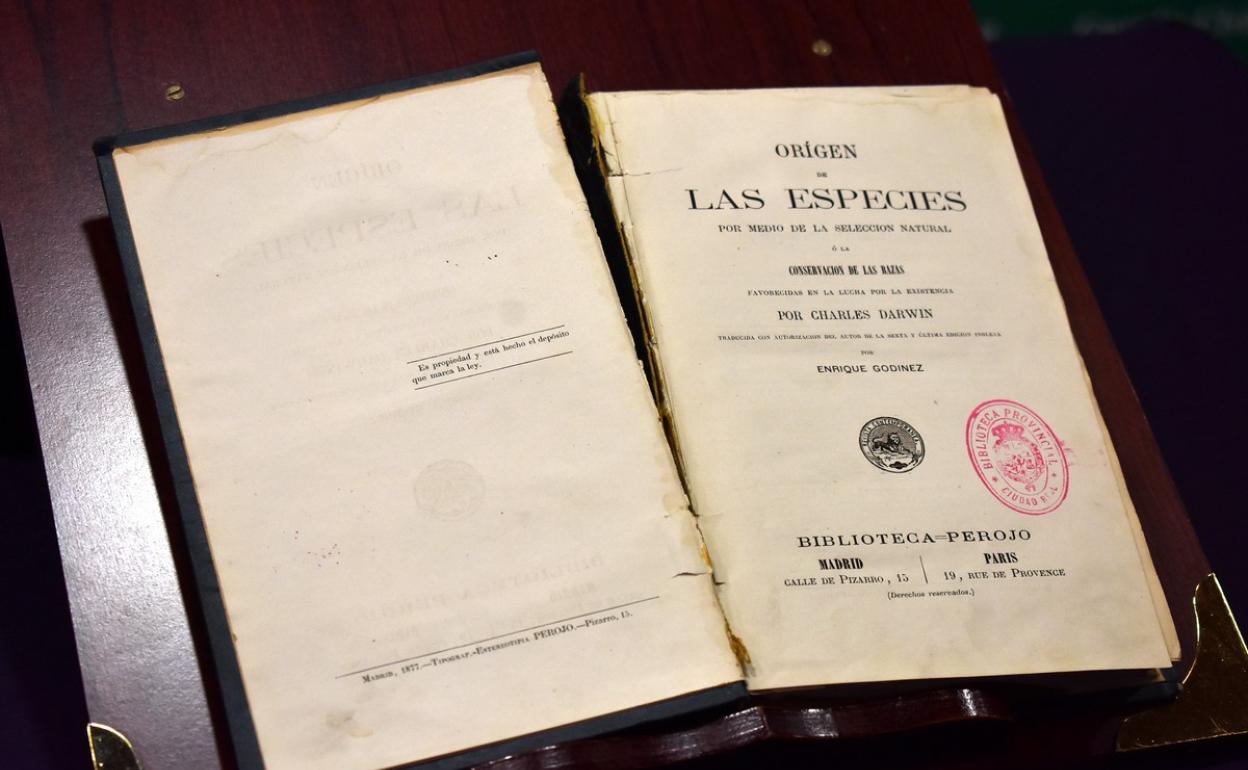 Es propiedad y está hecho el depósito
que marca la ley.
Madrid, 1877.—Tipograf.-Estereotipia PEROJO.—Pizarro, 15.
ORÍGEN
DE
LAS ESPECIES
POR MEDIO DE LA SELECCION NATURAL
Ó LA
CONSERVACION DE LAS RAZAS
FAVORECIDAS EN LA LUCHA POR LA EXISTENCIA
POR CHARLES DARWIN
TRADUCIDA CON AUTORIZACION DEL AUTOR DE LA SEXTA Y ÚLTIMA EDICION INGLESA
POR
ENRIQUE GODINEZ
BIBLIOTECA PROVINCIAL
CIUDAD REAL
BIBLIOTECA=PEROJO
MADRID
CALLE DE PIZARRO, 15
PARIS
19, RUE DE PROVENCE
(Derechos reservados.)